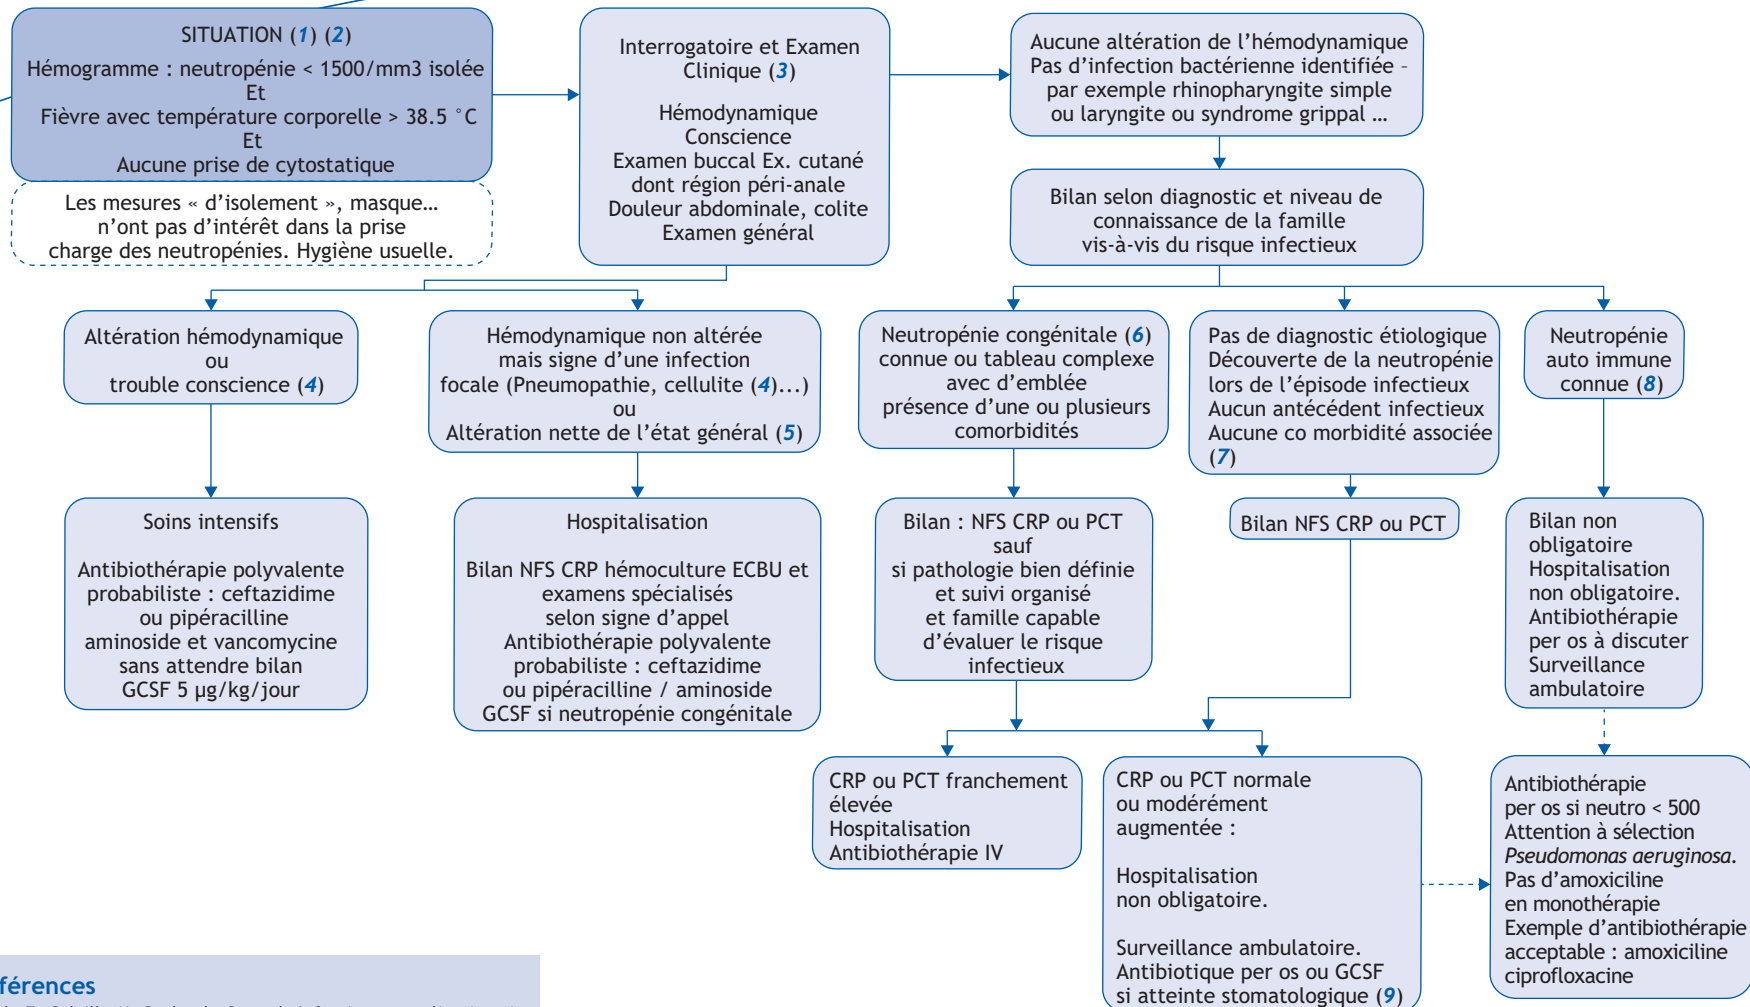 SITUATION (1) (2)
Hémogramme : neutropénie < 1500/mm3 isolée
Et
Fièvre avec température corporelle > 38.5 °C
Et
Aucune prise de cytostatique
Les mesures « d’isolement », masque…
n’ont pas d’intérêt dans la prise
charge des neutropénies. Hygiène usuelle.
Interrogatoire et Examen
Clinique (3)
Hémodynamique
Conscience
Examen buccal Ex. cutané
dont région péri-anale
Douleur abdominale, colite
Examen général
Aucune altération de l’hémodynamique
Pas d’infection bactérienne identifiée –
par exemple rhinopharyngite simple
ou laryngite ou syndrome grippal …
Bilan selon diagnostic et niveau de
connaissance de la famille
vis-à-vis du risque infectieux
Altération hémodynamique
ou
trouble conscience (4)
Hémodynamique non altérée
mais signe d’une infection
focale (Pneumopathie, cellulite (4)...)
ou
Altération nette de l’état général (5)
Neutropénie congénitale (6)
connue ou tableau complexe
avec d’emblée
présence d’une ou plusieurs
comorbidités
Pas de diagnostic étiologique
Découverte de la neutropénie
lors de l’épisode infectieux
Aucun antécédent infectieux
Aucune co morbidité associée
(7)
Neutropénie
auto immune
connue (8)
Soins intensifs
Antibiothérapie polyvalente
probabiliste : ceftazidime
ou pipéracilline
aminoside et vancomycine
sans attendre bilan
GCSF 5 µg/kg/jour
Hospitalisation
Bilan NFS CRP hémoculture ECBU et
examens spécialisés
selon signe d’appel
Antibiothérapie polyvalente
probabiliste : ceftazidime
ou pipéracilline / aminoside
GCSF si neutropénie congénitale
Bilan : NFS CRP ou PCT
sauf
si pathologie bien définie
et suivi organisé
et famille capable
d’évaluer le risque
infectieux
Bilan NFS CRP ou PCT
Bilan non
obligatoire
Hospitalisation
non obligatoire.
Antibiothérapie
per os à discuter
Surveillance
ambulatoire
CRP ou PCT franchement
élevée
Hospitalisation
Antibiothérapie IV
CRP ou PCT normale
ou modérément
augmentée :
Hospitalisation
non obligatoire.
Surveillance ambulatoire.
Antibiotique per os ou GCSF
si atteinte stomatologique (9)
Antibiothérapie
per os si neutro < 500
Attention à sélection
Pseudomonas aeruginosa.
Pas d’amoxiciline
en monothérapie
Exemple d’antibiothérapie
acceptable : amoxiciline
ciprofloxacine
férences